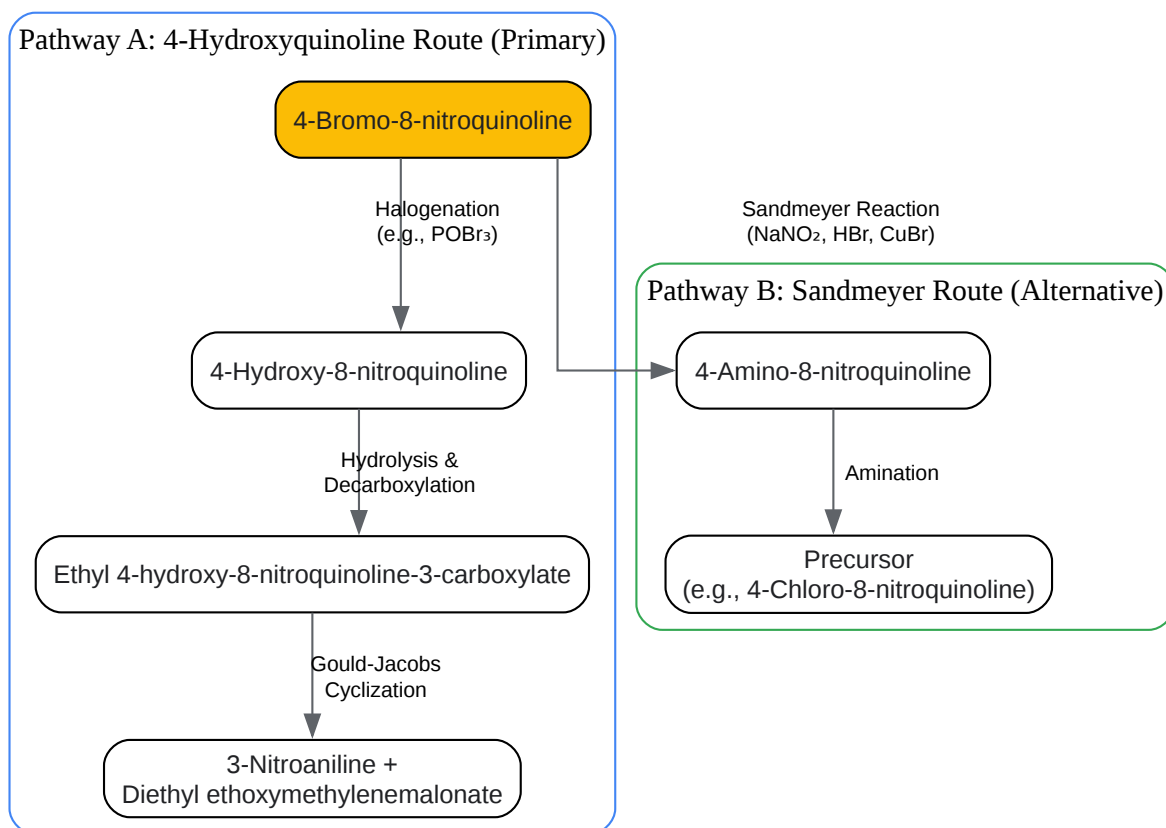 Pathway A: 4-Hydroxyquinoline Route (Primary)
4-Bromo-8-nitroquinoline
Halogenation
(e.g., POBr₃)
Sandmeyer Reaction
(NaNO₂, HBr, CuBr)
Pathway B: Sandmeyer Route (Alternative)
4-Hydroxy-8-nitroquinoline
4-Amino-8-nitroquinoline
Hydrolysis &
Decarboxylation
Amination
Ethyl 4-hydroxy-8-nitroquinoline-3-carboxylate
Precursor
(e.g., 4-Chloro-8-nitroquinoline)
Gould-Jacobs
Cyclization
3-Nitroaniline +
Diethyl ethoxymethylenemalonate